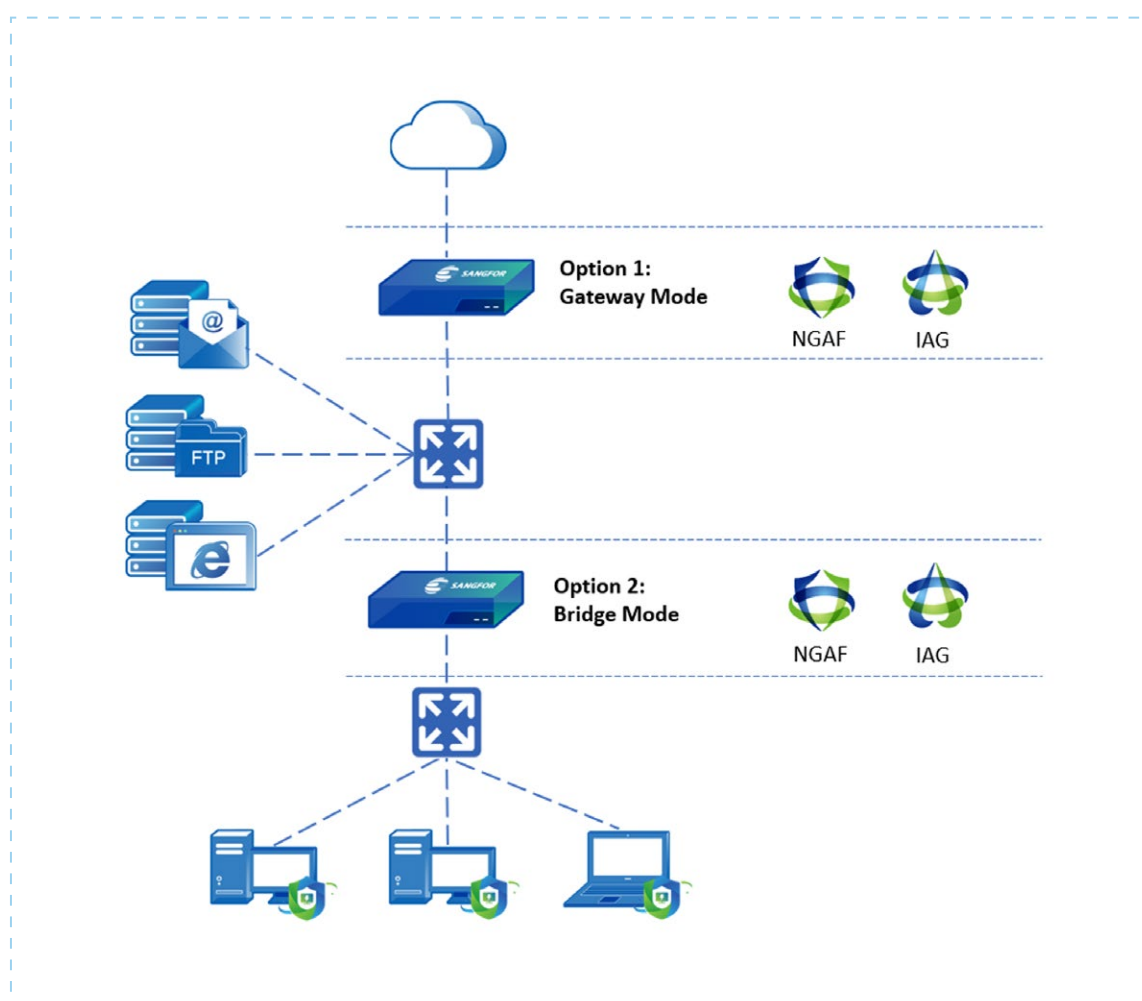 SANGFOR
Option 1:
Gateway Mode
NGAF
IAG
@
FTP
e
SANGFOR
Option 2:
Bridge Mode
NGAF
IAG